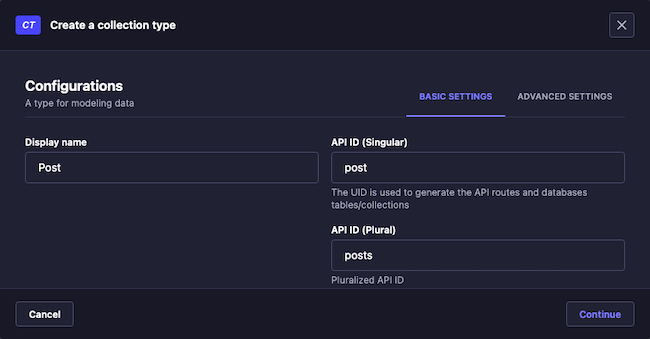 CT Create a collection type
Configurations
A type for modeling data
BASIC SETTINGS ADVANCED SETTINGS
Display name
Post
API ID (Singular)
post
The UID is used to generate the API routes and databases
tables/collections
API ID (Plural)
posts
Pluralized API ID
Cancel
Continue